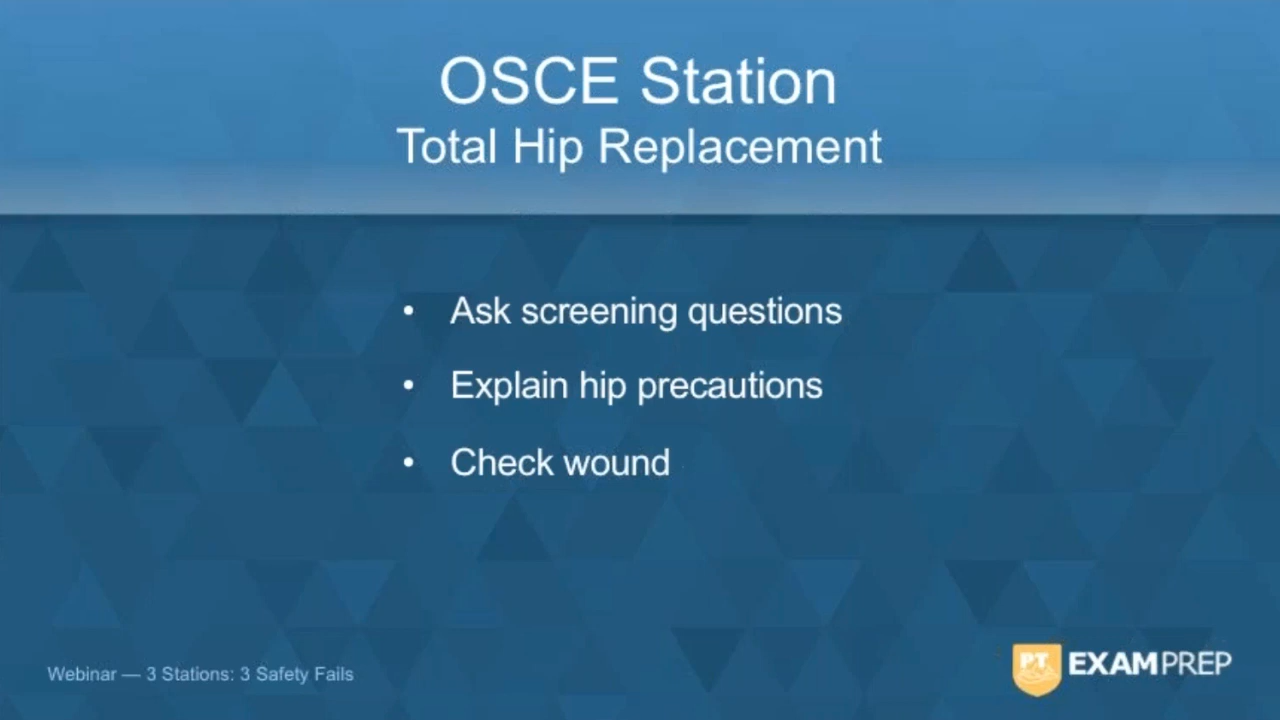 OSCE Station
Total Hip Replacement
• Ask screening questions
• Explain hip precautions
• Check wound
Webinar — 3 Stations: 3 Safety Fails
PT EXAMPREP